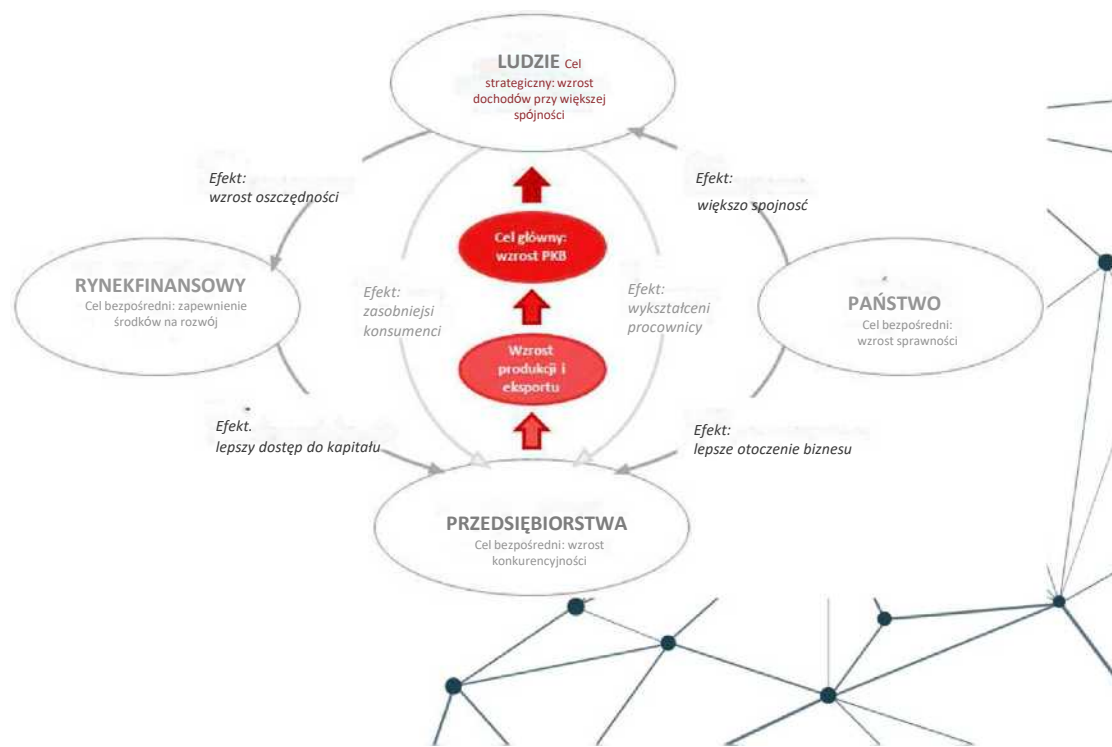 LUDZIE Cel
strategiczny: wzrost
dochodów przy większej
spójności
Efekt:
wzrost oszczędności
Efekt:
większo spojnosć
Cel główny:
wzrost PKB
RYNEKFINANSOWY
Cel bezpośredni: zapewnienie
środków na rozwój
Efekt:
zasobniejsi
konsumenci
Efekt:
wykształceni
procownicy
PAŃSTWO
Cel bezpośredni:
wzrost sprawności
Wzrost
produkcji i
eksportu
Efekt.
lepszy dostęp do kapitału
Efekt:
lepsze otoczenie biznesu
PRZEDSIĘBIORSTWA
Cel bezpośredni: wzrost
konkurencyjności